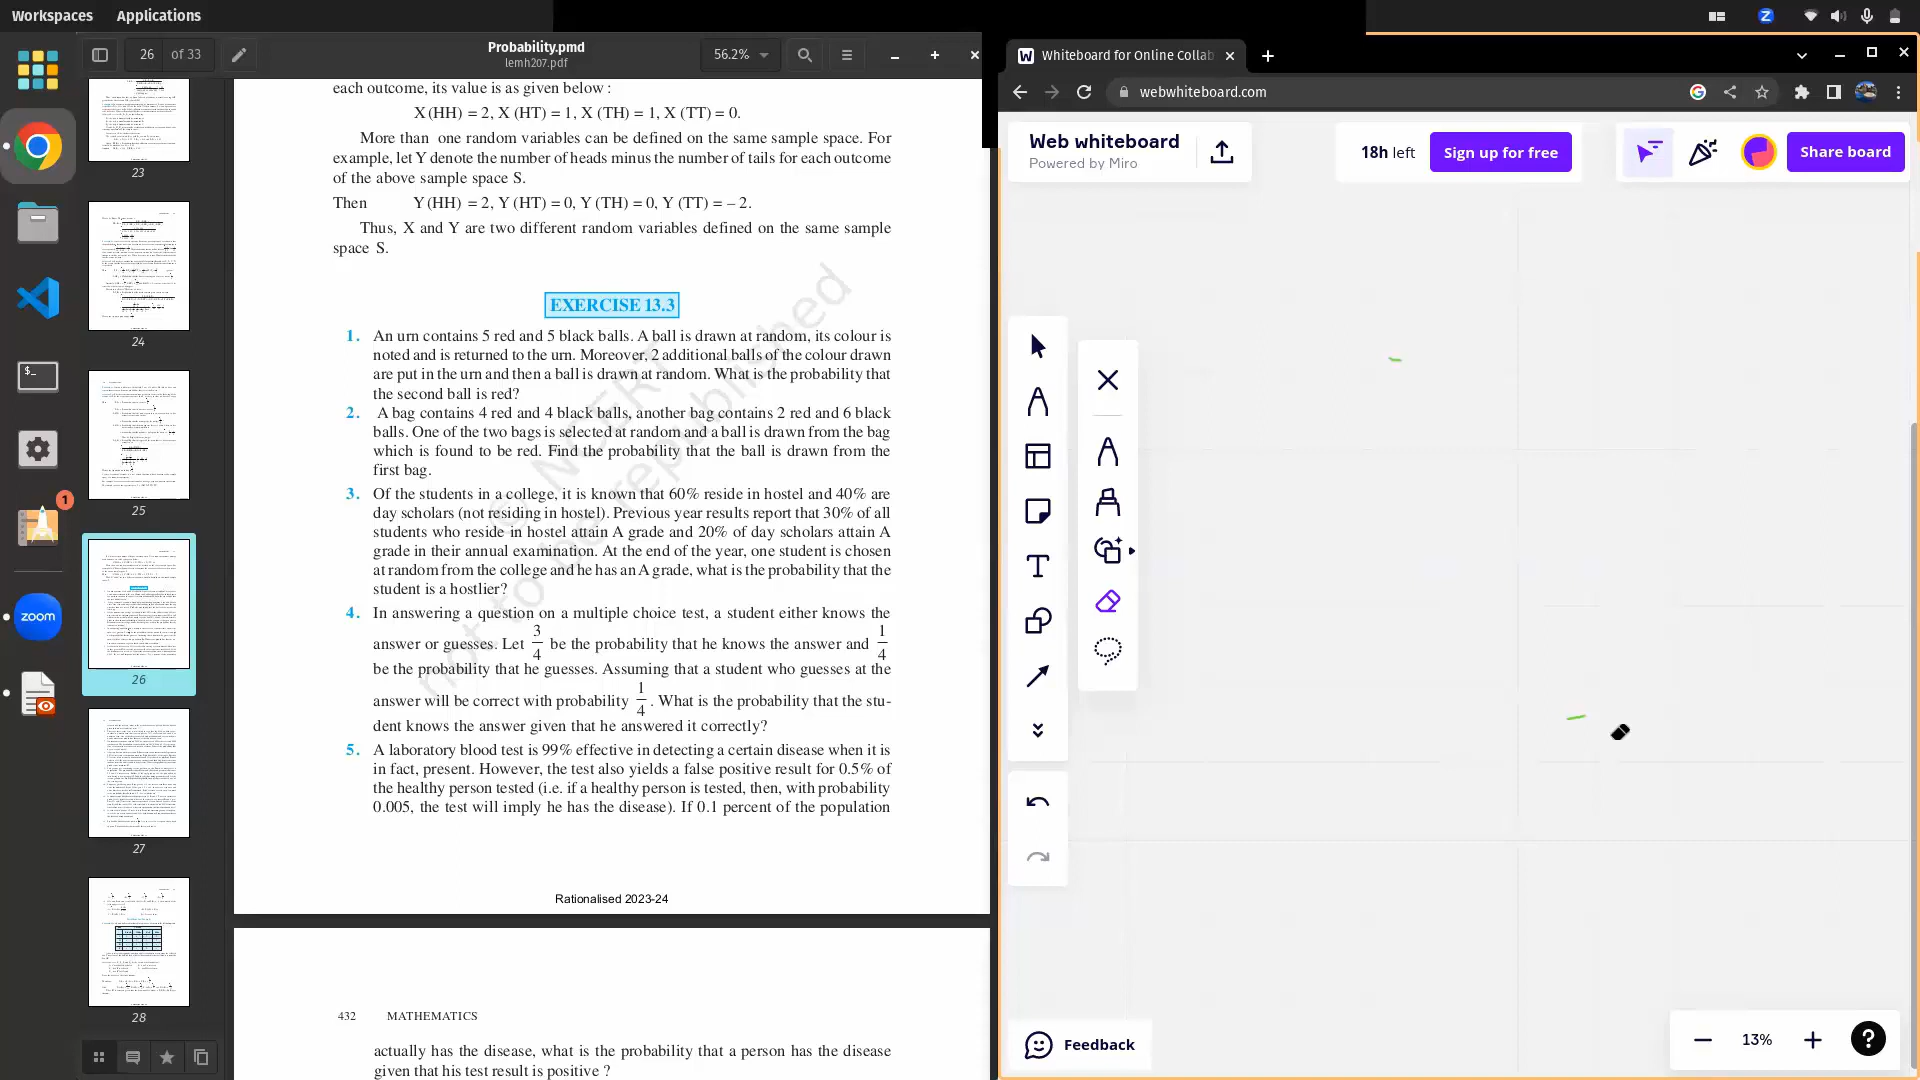 Workspaces Applications
26 of 33
Probability.pmd
lemh207.pdf
56.2%
23
24
25
26
27
28
1
$_
zoom
each outcome, its value is as given below :
X (HH) = 2, X (HT) = 1, X (TH) = 1, X (TT) = 0.
More than one random variables can be defined on the same sample space. For
example, let Y denote the number of heads minus the number of tails for each outcome
of the above sample space S.
Then Y (HH) = 2, Y (HT) = 0, Y (TH) = 0, Y (TT) = – 2.
Thus, X and Y are two different random variables defined on the same sample
space S.
EXERCISE 13.3
1. An urn contains 5 red and 5 black balls. A ball is drawn at random, its colour is
noted and is returned to the urn. Moreover, 2 additional balls of the colour drawn
are put in the urn and then a ball is drawn at random. What is the probability that
the second ball is red?
2. A bag contains 4 red and 4 black balls, another bag contains 2 red and 6 black
balls. One of the two bags is selected at random and a ball is drawn from the bag
which is found to be red. Find the probability that the ball is drawn from the
first bag.
3. Of the students in a college, it is known that 60% reside in hostel and 40% are
day scholars (not residing in hostel). Previous year results report that 30% of all
students who reside in hostel attain A grade and 20% of day scholars attain A
grade in their annual examination. At the end of the year, one student is chosen
at random from the college and he has an A grade, what is the probability that the
student is a hostlier?
4. In answering a question on a multiple choice test, a student either knows the
answer or guesses. Let 3/4 be the probability that he knows the answer and 1/4
be the probability that he guesses. Assuming that a student who guesses at the
answer will be correct with probability 1/4 . What is the probability that the stu-
dent knows the answer given that he answered it correctly?
5. A laboratory blood test is 99% effective in detecting a certain disease when it is
in fact, present. However, the test also yields a false positive result for 0.5% of
the healthy person tested (i.e. if a healthy person is tested, then, with probability
0.005, the test will imply he has the disease). If 0.1 percent of the population
© NCERT
not to be republished
Rationalised 2023-24
432 MATHEMATICS
actually has the disease, what is the probability that a person has the disease
given that his test result is positive ?
Whiteboard for Online Collab
webwhiteboard.com
Web whiteboard
Powered by Miro
18h left
Sign up for free
Share board
T
Feedback
13%
?